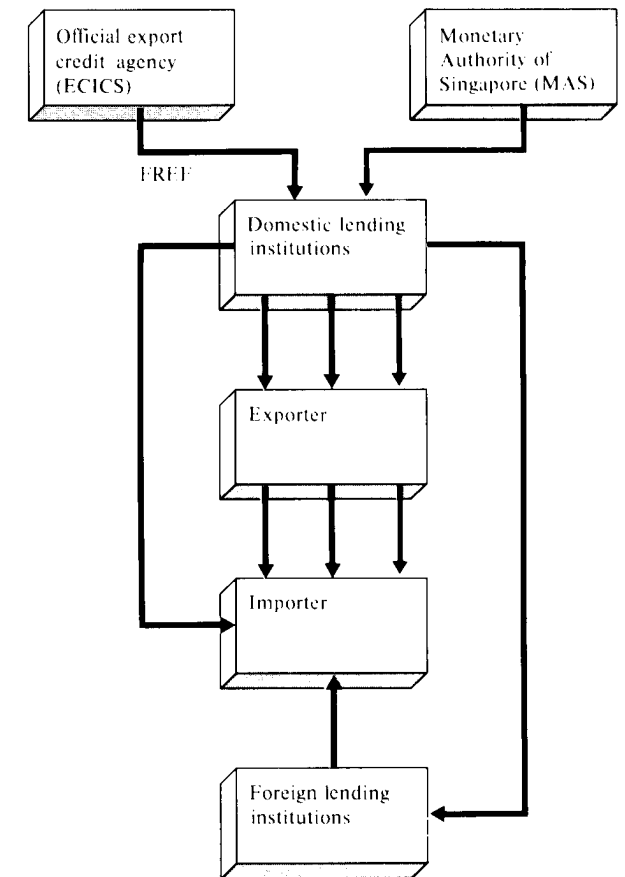 Official export
credit agency
(ECICS)
Monetary
Authority of
Singapore (MAS)
FREF
Domestic lending
institutions
Exporter
Importer
Foreign lending
institutions